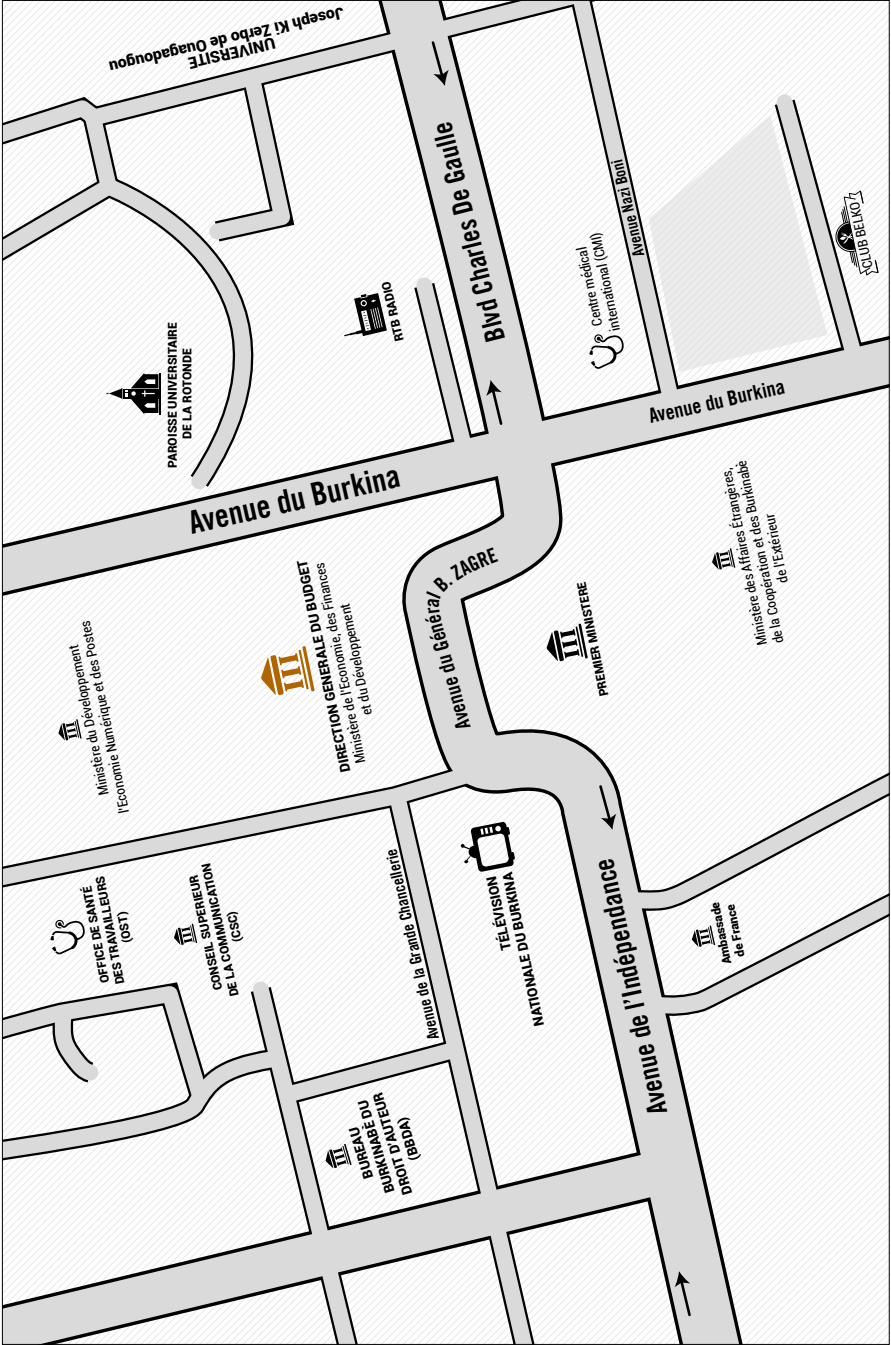 UNIVERSITE
Joseph Ki Zerbo de Ouagadougou
Blvd Charles De Gaulle
Avenue Nazi Boni
Centre médical
international (CMI)
CLUB BELKO
RTB RADIO
PAROISSE UNIVERSITAIRE
DE LA ROTONDE
Avenue du Burkina
Avenue du Burkina
Ministère du Développement
l'Economie Numérique et des Postes
DIRECTION GENERALE DU BUDGET
Ministère de l'Economie, des Finances
et du Développement
Avenue du Général B. ZAGRE
PREMIER MINISTERE
Ministère des Affaires Étrangères,
de la Coopération et des Burkinabè
de l'Extérieur
OFFICE DE SANTÉ
DES TRAVAILLEURS
(OST)
CONSEIL SUPERIEUR
DE LA COMMUNICATION
(CSC)
Avenue de la Grande Chancellerie
TÉLÉVISION
NATIONALE DU BURKINA
Avenue de l'Indépendance
Ambassade
de France
BUREAU
BURKINABÈ DU
DROIT D'AUTEUR
(BBDA)